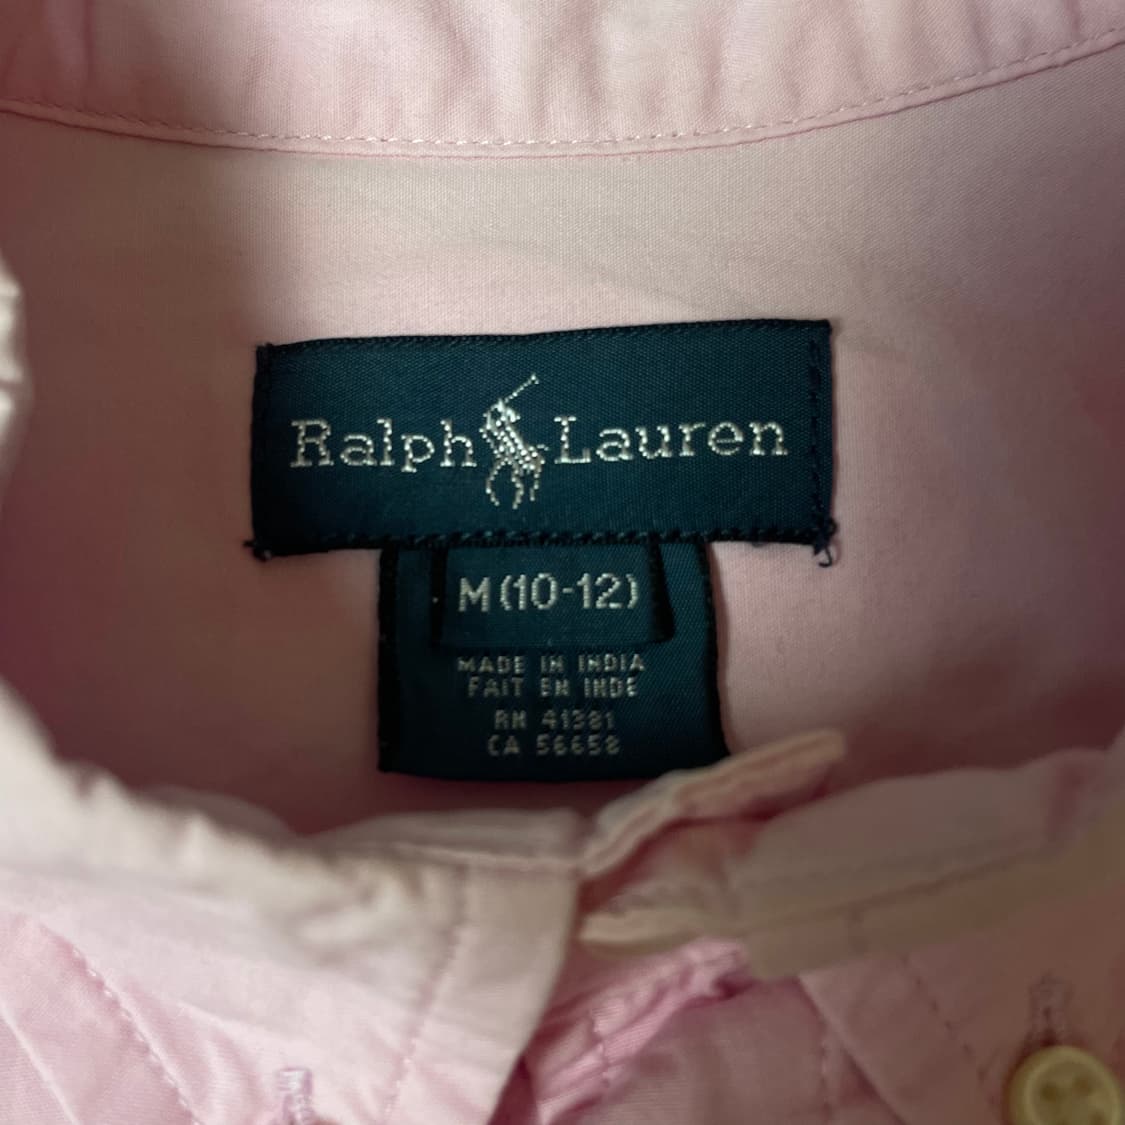 Ralph Lauren
M (10-12)
MADE IN INDIA
FAIT EN INDE
RN 41381
CA 56658